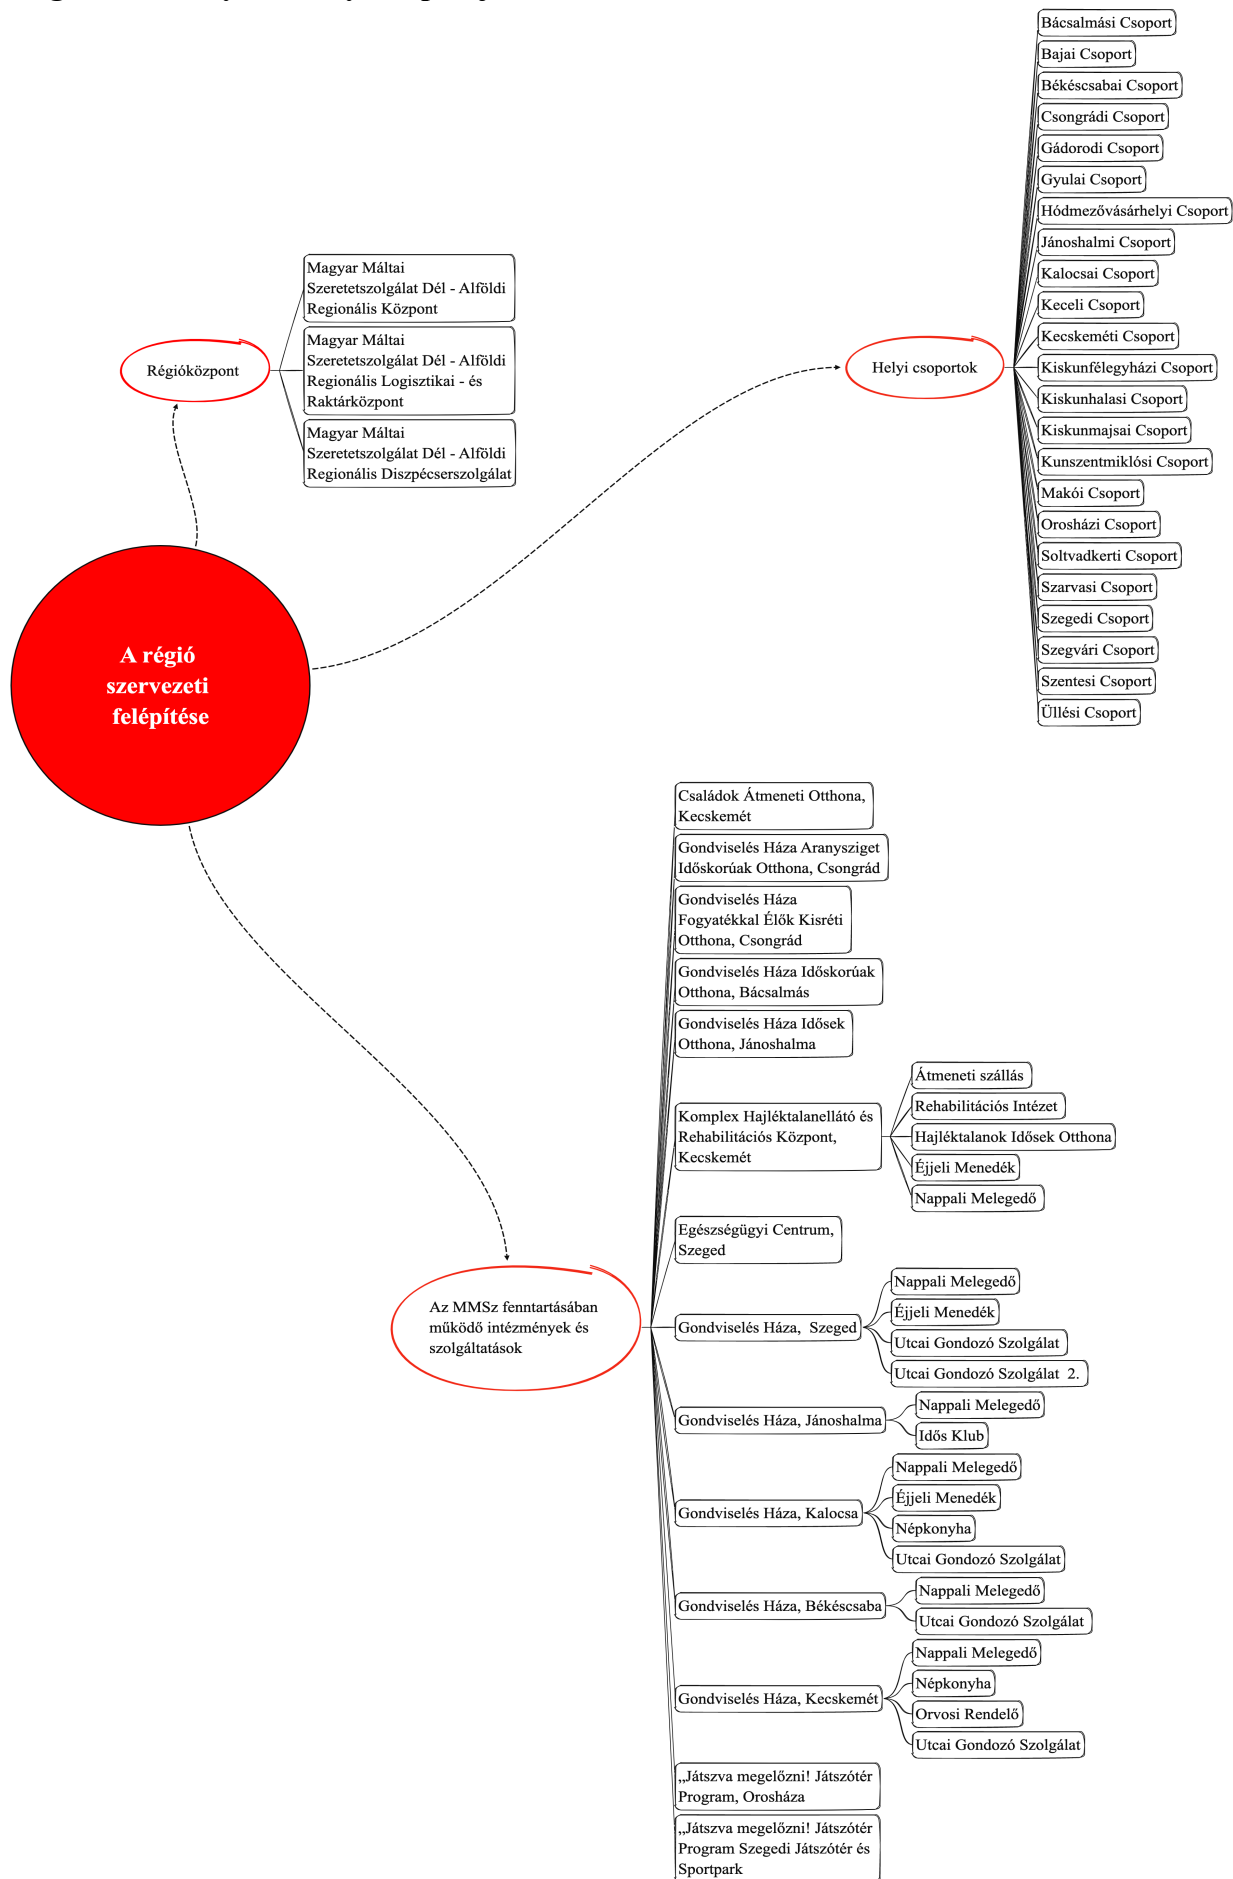 A régió
szervezeti
felépítése
Régióközpont
Magyar Máltai
Szeretetszolgálat Dél - Alföldi
Regionális Központ
Magyar Máltai
Szeretetszolgálat Dél - Alföldi
Regionális Logisztikai - és
Raktárközpont
Magyar Máltai
Szeretetszolgálat Dél - Alföldi
Regionális Diszpécserszolgálat
Helyi csoportok
Bácsalmási Csoport
Bajai Csoport
Békéscsabai Csoport
Csongrádi Csoport
Gádorodi Csoport
Gyulai Csoport
Hódmezővásárhelyi Csoport
Jánoshalmi Csoport
Kalocsai Csoport
Keceli Csoport
Kecskeméti Csoport
Kiskunfélegyházi Csoport
Kiskunhalasi Csoport
Kiskunmajsai Csoport
Kunszentmiklósi Csoport
Makói Csoport
Orosházi Csoport
Soltvadkerti Csoport
Szarvasi Csoport
Szegedi Csoport
Szegvári Csoport
Szentesi Csoport
Üllési Csoport
Az MMSz fenntartásában
működő intézmények és
szolgáltatások
Családok Átmeneti Otthona,
Kecskemét
Gondviselés Háza Aranysziget
Időskorúak Otthona, Csongrád
Gondviselés Háza
Fogyatékkal Élők Kisréti
Otthona, Csongrád
Gondviselés Háza Időskorúak
Otthona, Bácsalmás
Gondviselés Háza Idősek
Otthona, Jánoshalma
Komplex Hajléktalanellátó és
Rehabilitációs Központ,
Kecskemét
Átmeneti szállás
Rehabilitációs Intézet
Hajléktalanok Idősek Otthona
Éjjeli Menedék
Nappali Melegedő
Egészségügyi Centrum,
Szeged
Gondviselés Háza,  Szeged
Nappali Melegedő
Éjjeli Menedék
Utcai Gondozó Szolgálat
Utcai Gondozó Szolgálat  2.
Gondviselés Háza, Jánoshalma
Nappali Melegedő
Idős Klub
Gondviselés Háza, Kalocsa
Nappali Melegedő
Éjjeli Menedék
Népkonyha
Utcai Gondozó Szolgálat
Gondviselés Háza, Békéscsaba
Nappali Melegedő
Utcai Gondozó Szolgálat
Gondviselés Háza, Kecskemét
Nappali Melegedő
Népkonyha
Orvosi Rendelő
Utcai Gondozó Szolgálat
„Játszva megelőzni! Játszótér
Program, Orosháza
„Játszva megelőzni! Játszótér
Program Szegedi Játszótér és
Sportpark